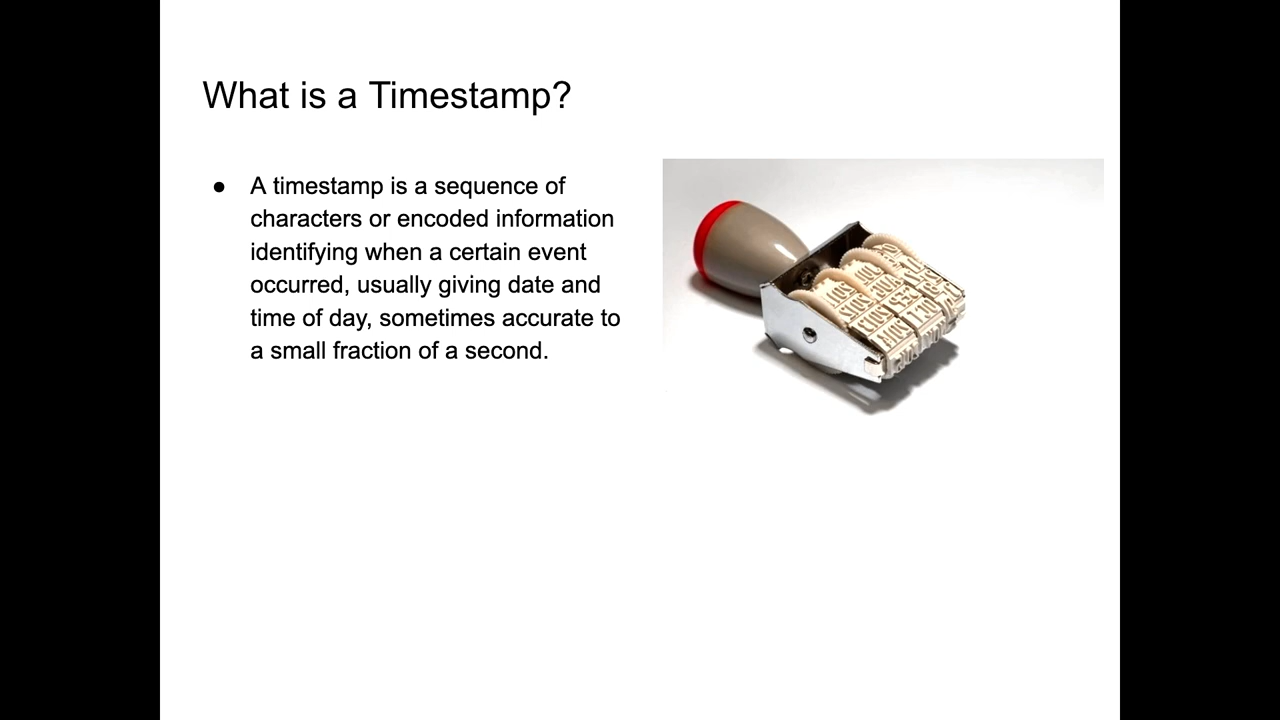 What is a Timestamp?
● A timestamp is a sequence of
characters or encoded information
identifying when a certain event
occurred, usually giving date and
time of day, sometimes accurate to
a small fraction of a second.